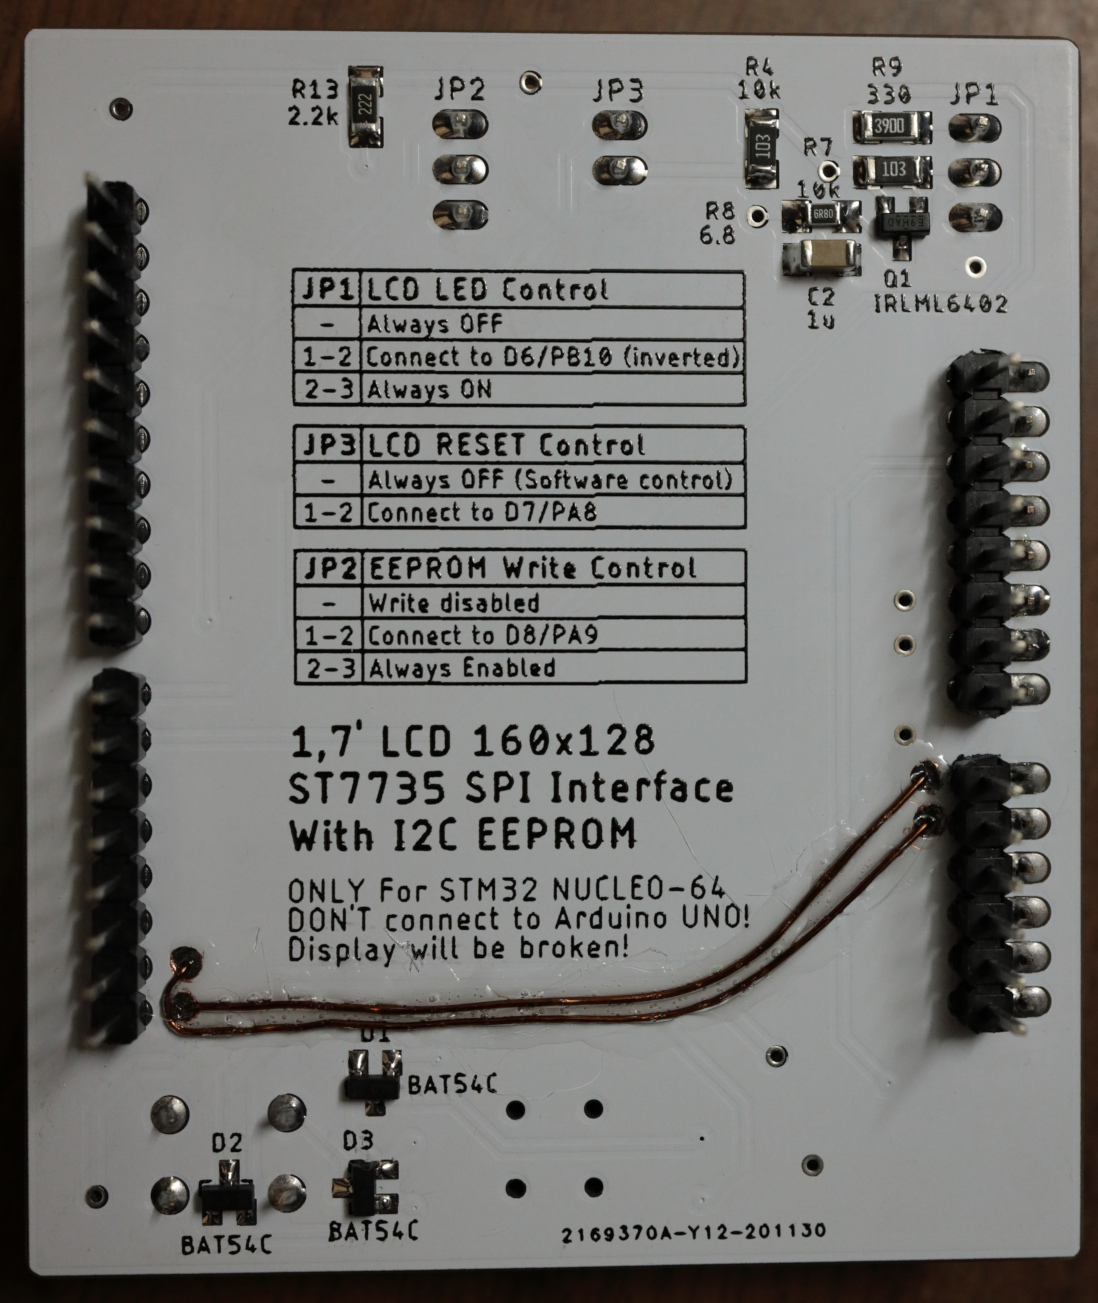 R13
2.2k
222
JP2
JP3
R4
10k
103
R9
330
3900
JP1
R7
10k
103
R8
6.8
6R80
C2
1u
Q1
IRLML6402
JP1 LCD LED Control
- Always OFF
1-2 Connect to D6/PB10 (inverted)
2-3 Always ON
JP3 LCD RESET Control
- Always OFF (Software control)
1-2 Connect to D7/PA8
JP2 EEPROM Write Control
- Write disabled
1-2 Connect to D8/PA9
2-3 Always Enabled
1,7' LCD 160x128
ST7735 SPI Interface
With I2C EEPROM
ONLY For STM32 NUCLEO-64
DON'T connect to Arduino UNO!
Display will be broken!
D1
BAT54C
D2
BAT54C
D3
BAT54C
2169370A-Y12-201130